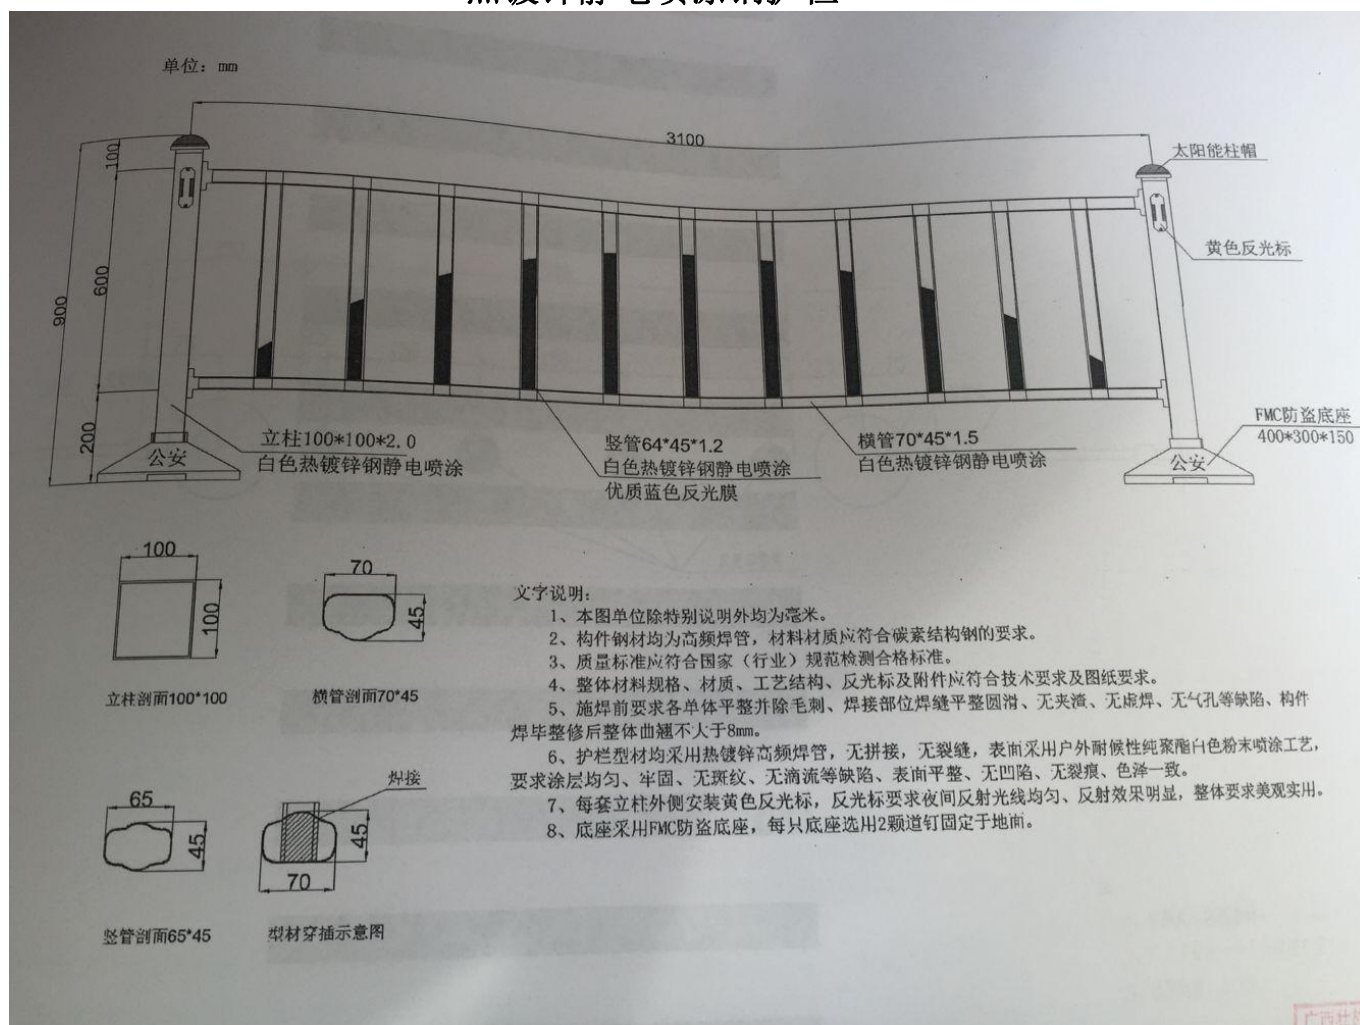 单位：mm
3100
太阳能柱帽
100
黄色反光标
600
900
200
FMC防盗底座
400*300*150
立柱100*100*2.0
白色热镀锌钢静电喷涂
竖管64*45*1.2
白色热镀锌钢静电喷涂
优质蓝色反光膜
横管70*45*1.5
白色热镀锌钢静电喷涂
公安
公安
100
100
立柱剖面100*100
70
45
横管剖面70*45
文字说明：
1、本图单位除特别说明外均为毫米。
2、构件钢材均为高频焊管，材料材质应符合碳素结构钢的要求。
3、质量标准应符合国家（行业）规范检测合格标准。
4、整体材料规格、材质、工艺结构、反光标及附件应符合技术要求及图纸要求。
5、施焊前要求各单体平整并除毛刺、焊接部位焊缝平整圆滑、无夹渣、无虚焊、无气孔等缺陷、构件
焊毕整修后整体曲翘不大于8mm。
6、护栏型材均采用热镀锌高频焊管，无拼接，无裂缝，表面采用户外耐候性纯聚酯白色粉末喷涂工艺，
要求涂层均匀、牢固、无斑纹、无滴流等缺陷、表面平整、无凹陷、无裂痕、色泽一致。
7、每套立柱外侧安装黄色反光标，反光标要求夜间反射光线均匀、反射效果明显，整体要求美观实用。
8、底座采用FMC防盗底座，每只底座选用2颗道钉固定于地面。
65
45
竖管剖面65*45
焊接
45
70
型材穿插示意图